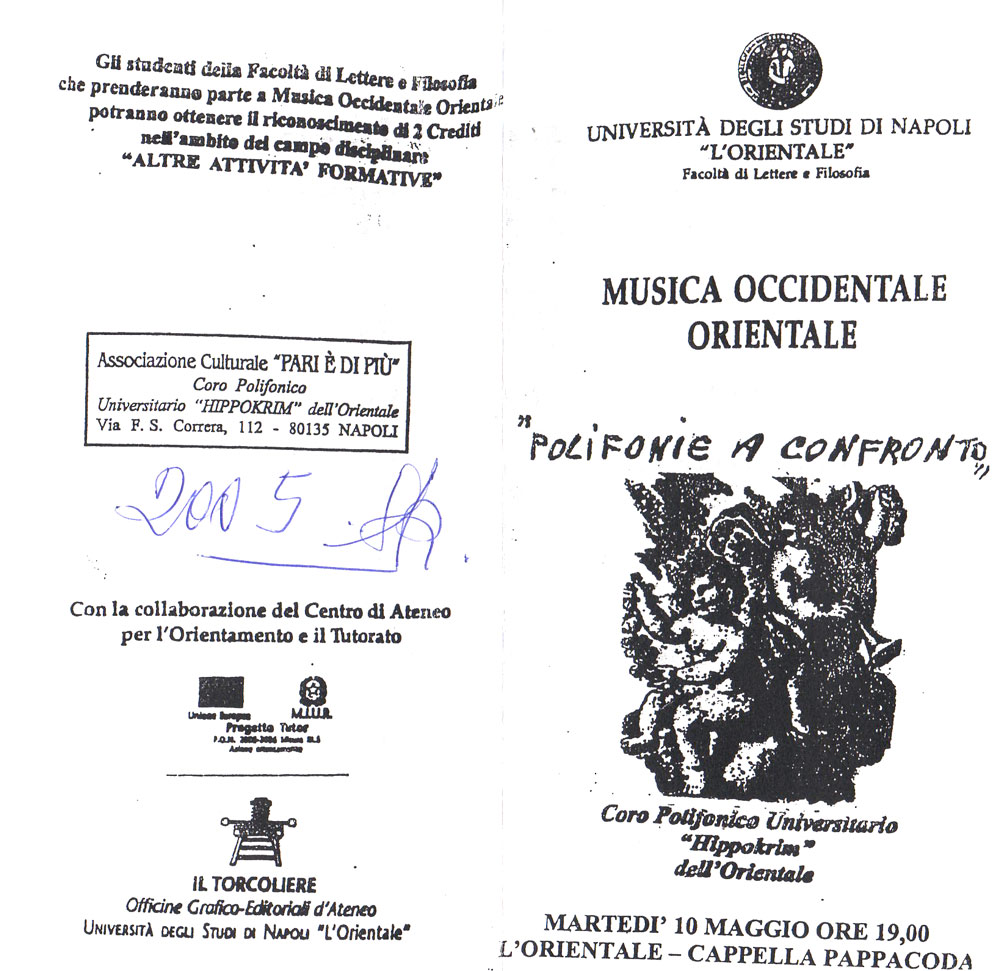 Gli studenti della Facoltà di Lettere e Filosofia
che prenderanno parte a Musica Occidentale Orientale
potranno ottenere il riconoscimento di 2 Crediti
nell'ambito del campo disciplinare
"ALTRE ATTIVITA' FORMATIVE"
Associazione Culturale "PARI È DI PIÙ"
Coro Polifonico
Universitario "HIPPOKRIM" dell'Orientale
Via F. S. Correra, 112 - 80135 NAPOLI
2005
Con la collaborazione del Centro di Ateneo
per l'Orientamento e il Tutorato
Unione Europea
M.I.U.R.
Progetto Tutor
IL TORCOLIERE
Officine Grafico-Editoriali d'Ateneo
UNIVERSITÀ DEGLI STUDI DI NAPOLI "L'Orientale"
UNIVERSITÀ DEGLI STUDI DI NAPOLI
"L'ORIENTALE"
Facoltà di Lettere e Filosofia
MUSICA OCCIDENTALE
ORIENTALE
"POLIFONIE A CONFRONTO"
Coro Polifonico Universitario
"Hippokrim"
dell'Orientale
MARTEDI' 10 MAGGIO ORE 19,00
L'ORIENTALE – CAPPELLA PAPPACODA